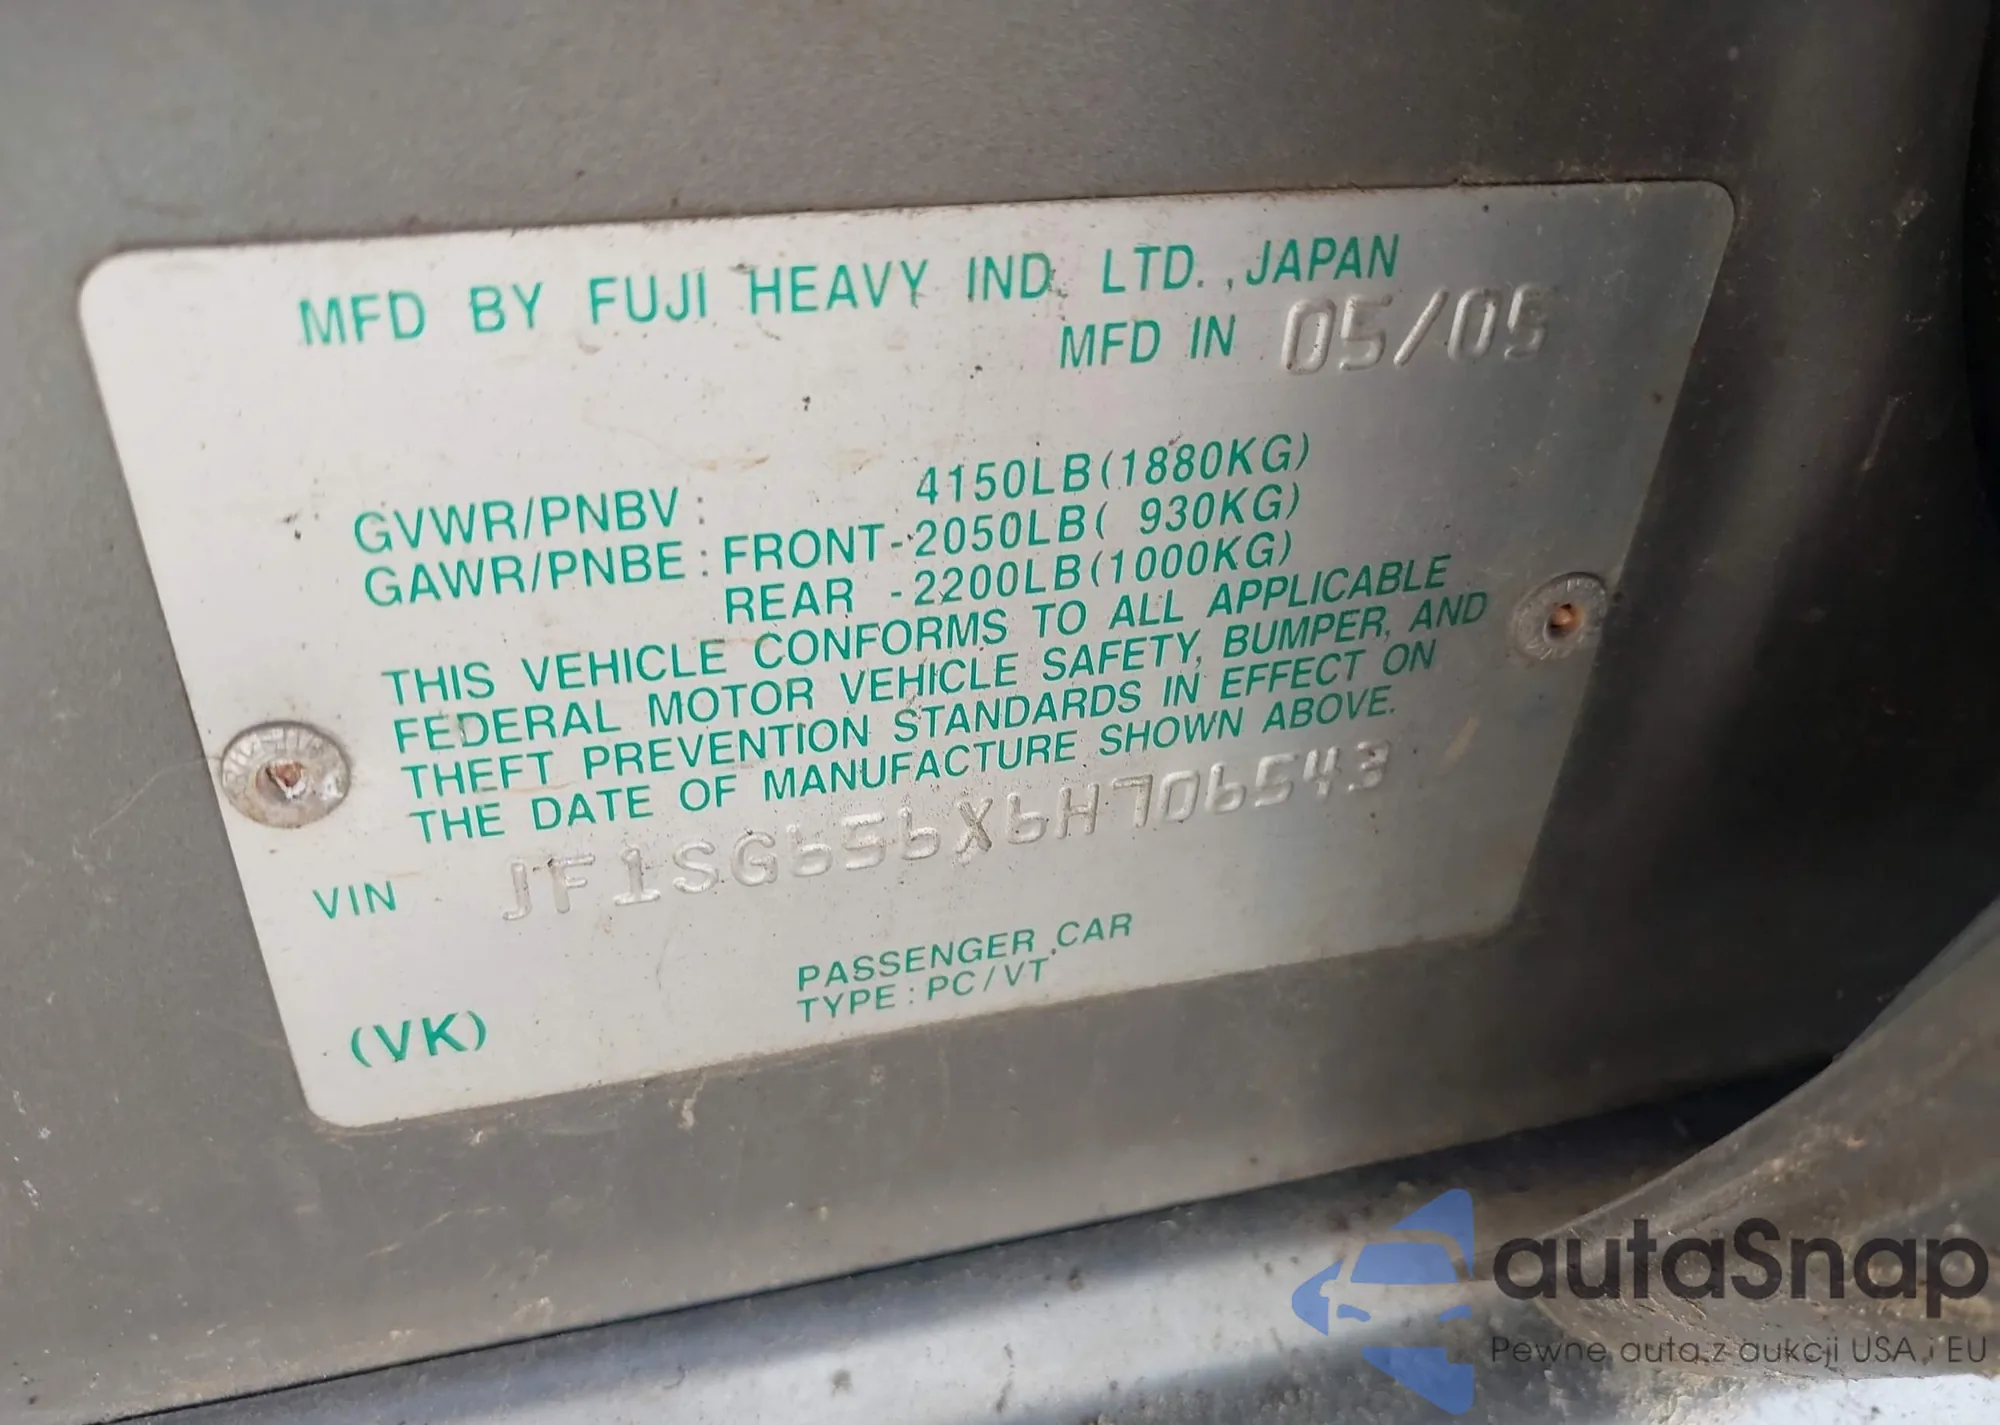 MFD BY FUJI HEAVY IND. LTD., JAPAN
MFD IN 05/05
GVWR/PNBV: 4150LB(1880KG)
GAWR/PNBE: FRONT-2050LB( 930KG)
REAR -2200LB(1000KG)
THIS VEHICLE CONFORMS TO ALL APPLICABLE
FEDERAL MOTOR VEHICLE SAFETY, BUMPER, AND
THEFT PREVENTION STANDARDS IN EFFECT ON
THE DATE OF MANUFACTURE SHOWN ABOVE.
VIN JF1SG656X6H706543
PASSENGER CAR
TYPE: PC/VT
(VK)
autaSnap
Pewne auta z aukcji USA i EU